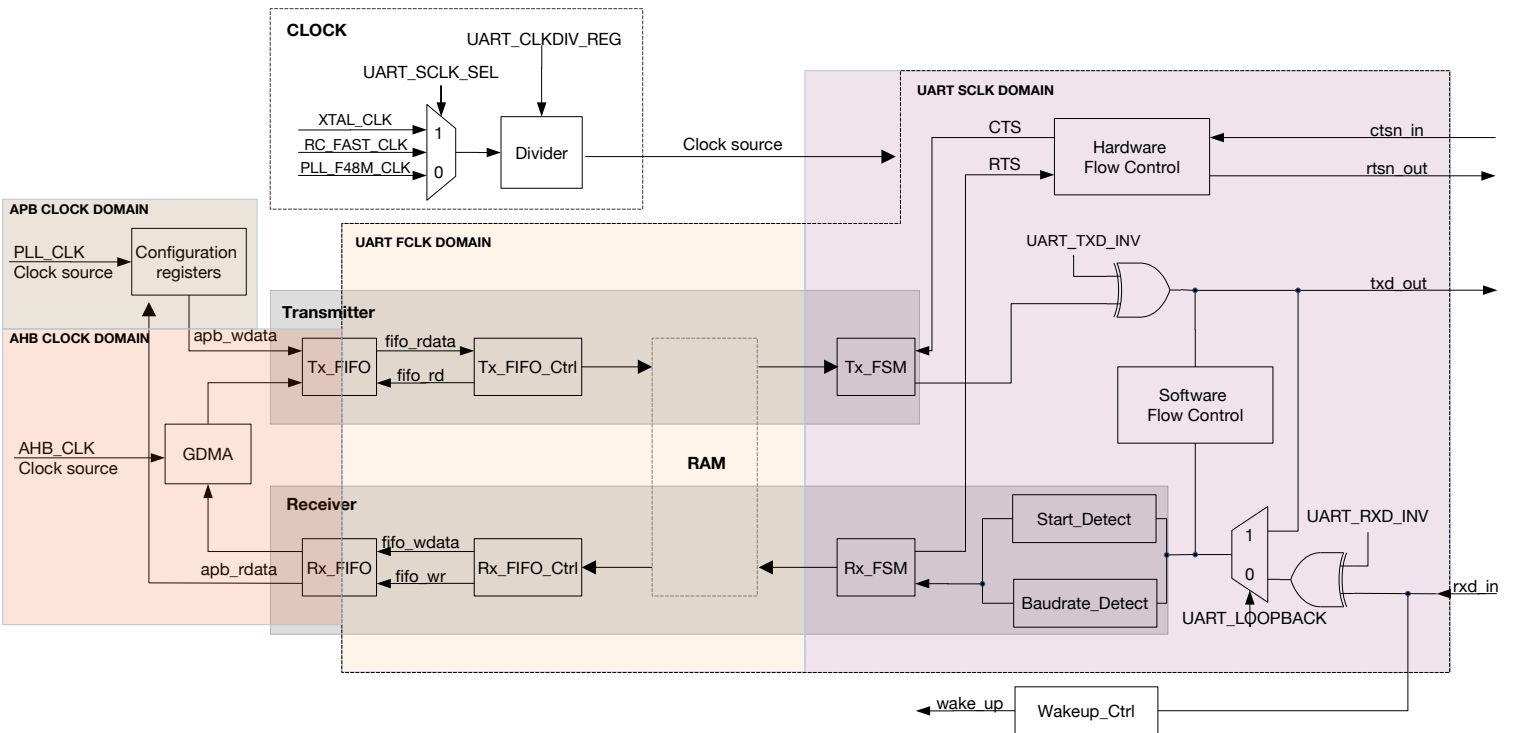 CLOCK
UART_CLKDIV_REG
UART_SCLK_SEL
XTAL_CLK
RC_FAST_CLK
PLL_F48M_CLK
1
0
Divider
Clock source
UART SCLK DOMAIN
CTS
RTS
Hardware
Flow Control
ctsn_in
rtsn_out
APB CLOCK DOMAIN
PLL_CLK
Clock source
Configuration
registers
UART FCLK DOMAIN
UART_TXD_INV
txd_out
Transmitter
AHB CLOCK DOMAIN
apb_wdata
Tx_FIFO
fifo_rdata
fifo_rd
Tx_FIFO_Ctrl
Tx_FSM
Software
Flow Control
AHB_CLK
Clock source
GDMA
RAM
Receiver
Start_Detect
UART_RXD_INV
1
0
apb_rdata
Rx_FIFO
fifo_wdata
fifo_wr
Rx_FIFO_Ctrl
Rx_FSM
Baudrate_Detect
rxd_in
UART_LOOPBACK
wake_up
Wakeup_Ctrl